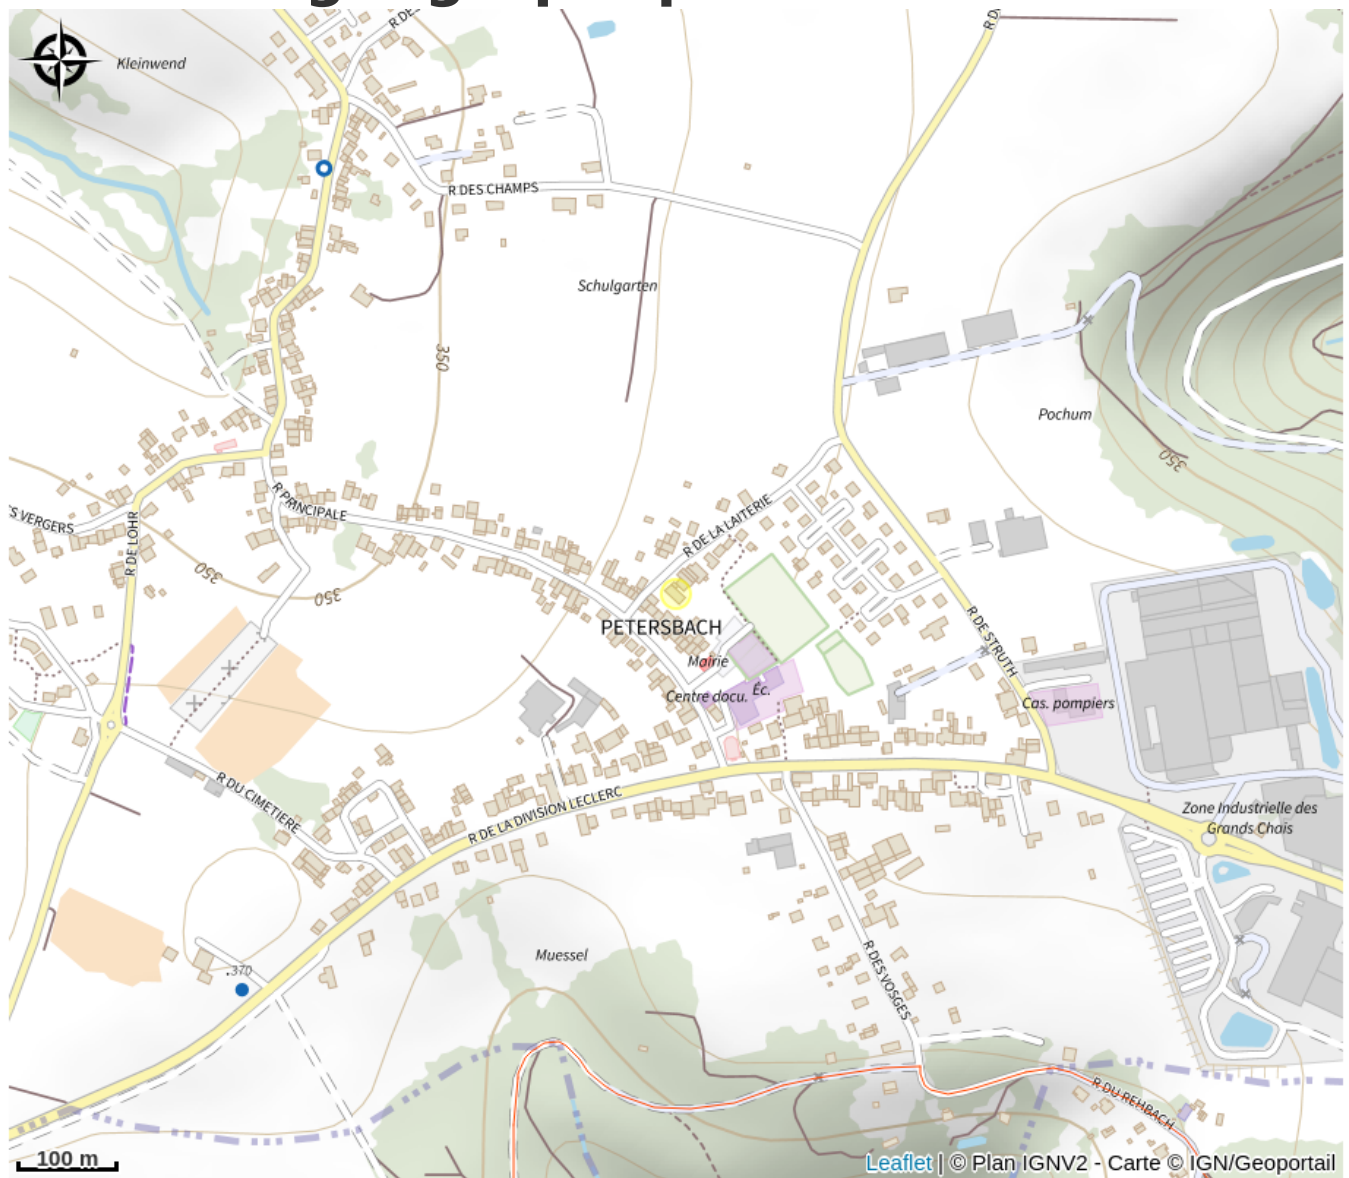 Kleinwend
R DES CHAMPS
Schulgarten
350
Pochum
350
R PRINCIPALE
S VERGERS
R DE LOHR
R DE LA LAITERIE
350
350
PETERSBACH
R DE STRUTH
Mairie
Centre docu.
Éc.
Cas. pompiers
R DU CIMETIERE
R DE LA DIVISION LECLERC
Zone Industrielle des
Grands Chais
Muessel
.370
R DES VOSGES
R DU REHBACH
100 m
Leaflet | © Plan IGNV2 - Carte © IGN/Geoportail